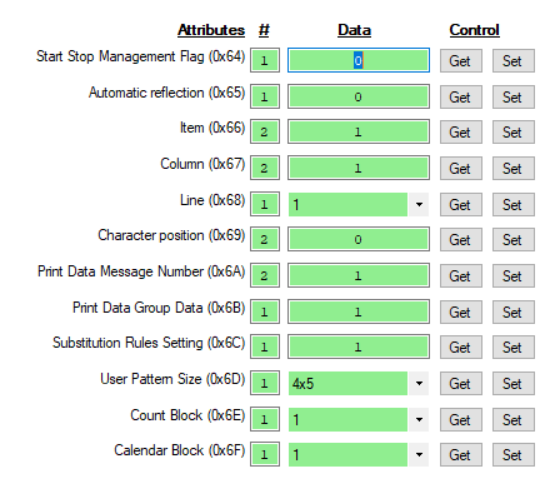 Attributes # Data Control
Start Stop Management Flag (0x64) 1 0 Get Set
Automatic reflection (0x65) 1 0 Get Set
Item (0x66) 2 1 Get Set
Column (0x67) 2 1 Get Set
Line (0x68) 1 1 Get Set
Character position (0x69) 2 0 Get Set
Print Data Message Number (0x6A) 2 1 Get Set
Print Data Group Data (0x6B) 1 1 Get Set
Substitution Rules Setting (0x6C) 1 1 Get Set
User Pattern Size (0x6D) 1 4x5 Get Set
Count Block (0x6E) 1 1 Get Set
Calendar Block (0x6F) 1 1 Get Set